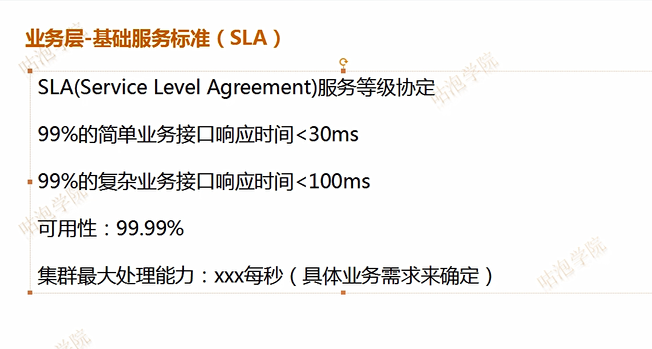 业务层-基础服务标准（SLA）
SLA(Service Level Agreement)服务等级协定
99%的简单业务接口响应时间<30ms
99%的复杂业务接口响应时间<100ms
可用性：99.99%
集群最大处理能力：xxx每秒（具体业务需求来确定）
咕泡学院
咕泡学院
咕泡学院
咕泡学院
咕泡学院